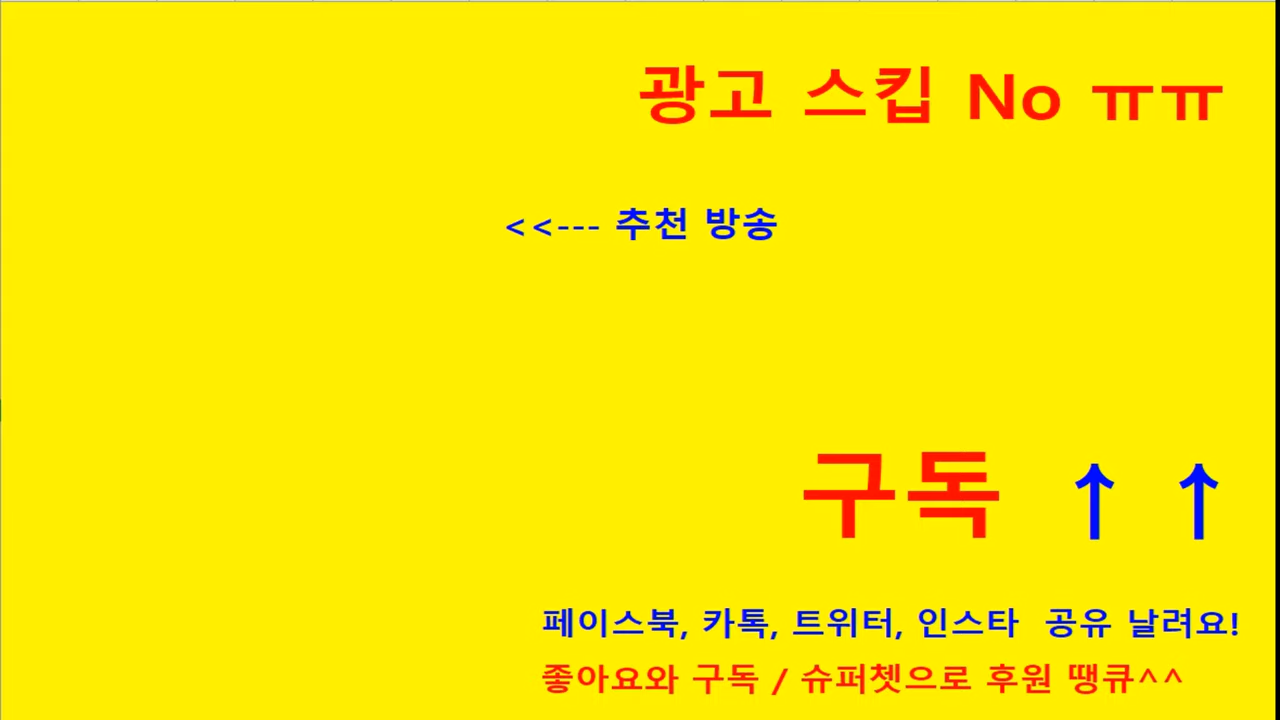 광고 스킵 No ㅠㅠ
<<--- 추천 방송
구독 ↑ ↑
페이스북, 카톡, 트위터, 인스타 공유 날려요!
좋아요와 구독 / 슈퍼쳇으로 후원 땡큐^^